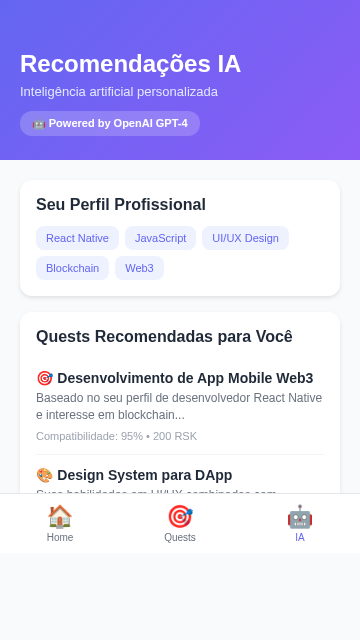 Recomendações IA
Inteligência artificial personalizada
🤖 Powered by OpenAI GPT-4
Seu Perfil Profissional
React Native JavaScript UI/UX Design
Blockchain Web3
Quests Recomendadas para Você
🎯 Desenvolvimento de App Mobile Web3
Baseado no seu perfil de desenvolvedor React Native
e interesse em blockchain...
Compatibilidade: 95% • 200 RSK
🎨 Design System para DApp
Home Quests IA